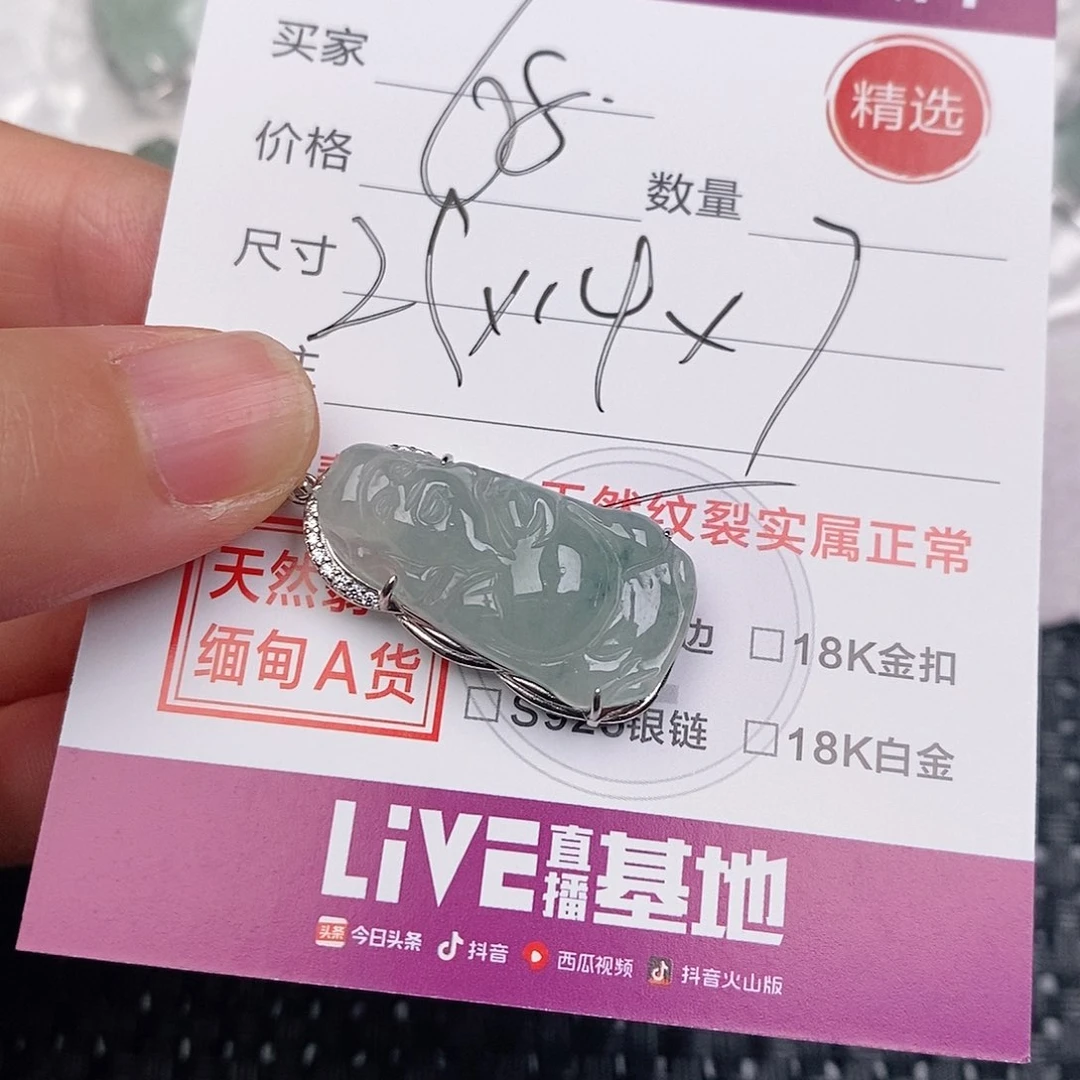 买家
68.
精选
价格
数量
尺寸
天然纹裂实属正常
天然
缅甸A货
边
18K金扣
S925银链
18K白金
LiVE直播基地
头条 今日头条 抖音 西瓜视频 抖音火山版